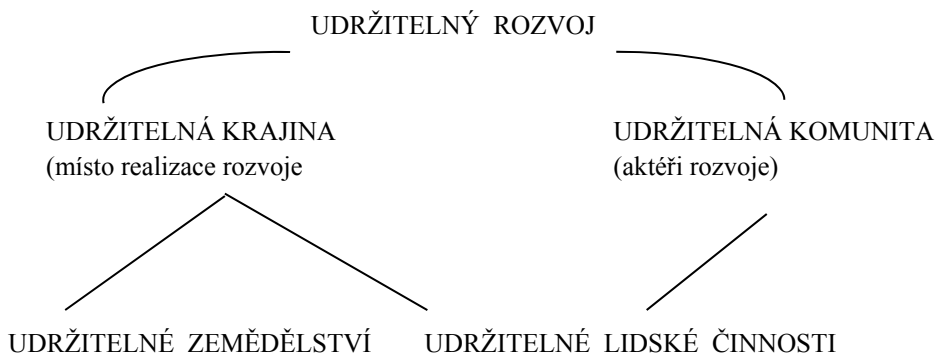 UDRŽITELNÝ ROZVOJ
UDRŽITELNÁ KRAJINA
(místo realizace rozvoje
UDRŽITELNÁ KOMUNITA
(aktéři rozvoje)
UDRŽITELNÉ ZEMĚDĚLSTVÍ
UDRŽITELNÉ LIDSKÉ ČINNOSTI